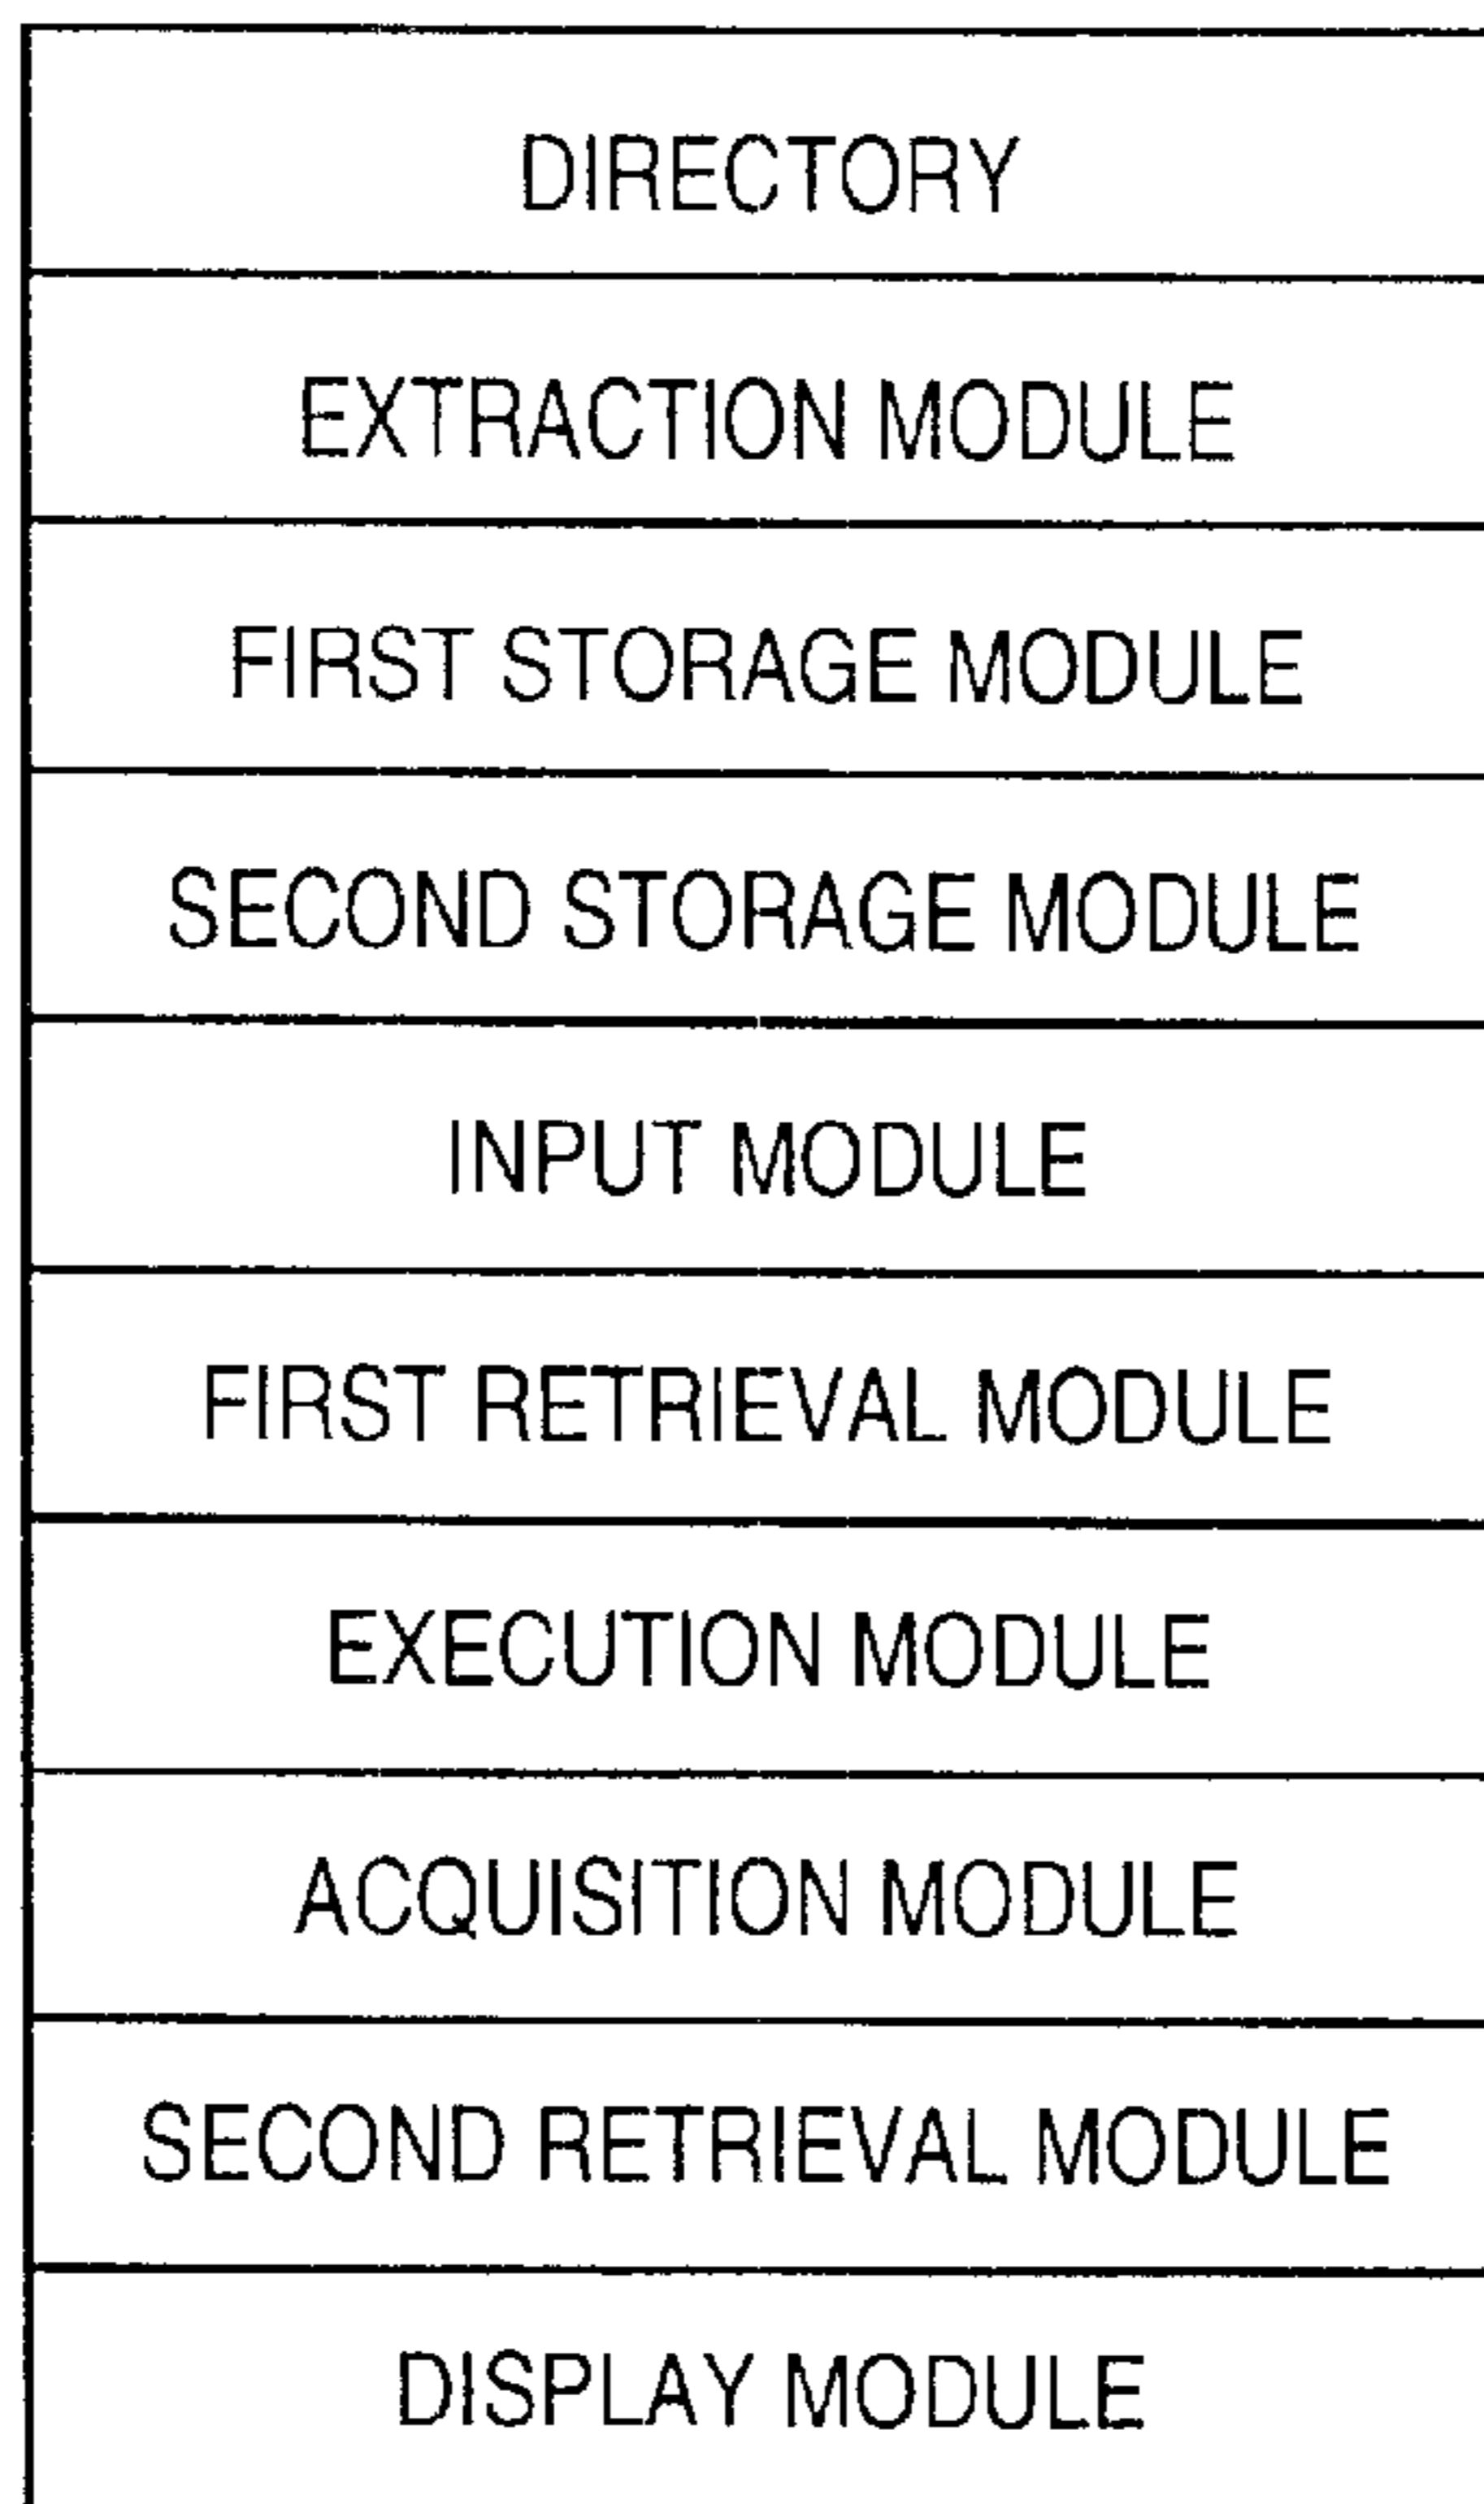 DIRECTORY
EXTRACTION MODULE
FIRST STORAGE MODULE
SECOND STORAGE MODULE
INPUT MODULE
FIRST RETRIEVAL MODULE
EXECUTION MODULE
ACQUISITION MODULE
SECOND RETRIEVAL MODULE
DISPLAY MODULE